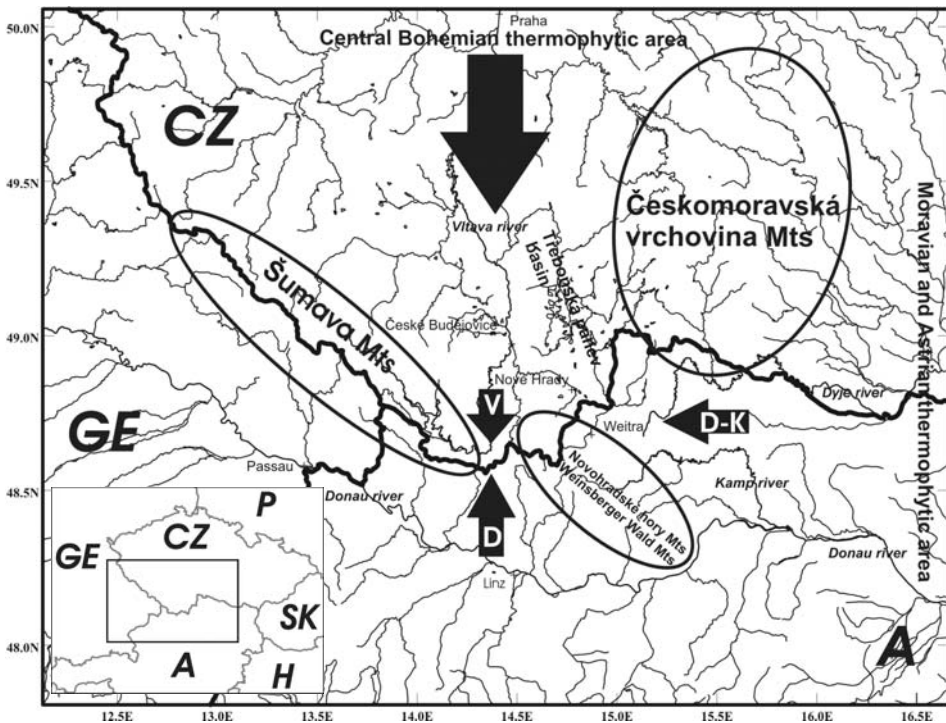 50.0N
49.5N
49.0N
48.5N
48.0N
Praha
Central Bohemian thermophytic area
CZ
Vltava river
Třeboňská pánev
Basin
Českomoravská
vrchovina Mts
Moravian and Astrian thermophytic area
Šumava Mts
České Budějovice
Nové Hrady
V
Weitra
D-K
Dyje river
GE
Passau
Donau river
Novohradské hory Mts
Weinsberger Wald Mts
Kamp river
D
Linz
Donau river
A
P
GE
CZ
SK
A
H
12.5E 13.0E 13.5E 14.0E 14.5E 15.0E 15.5E 16.0E 16.5E